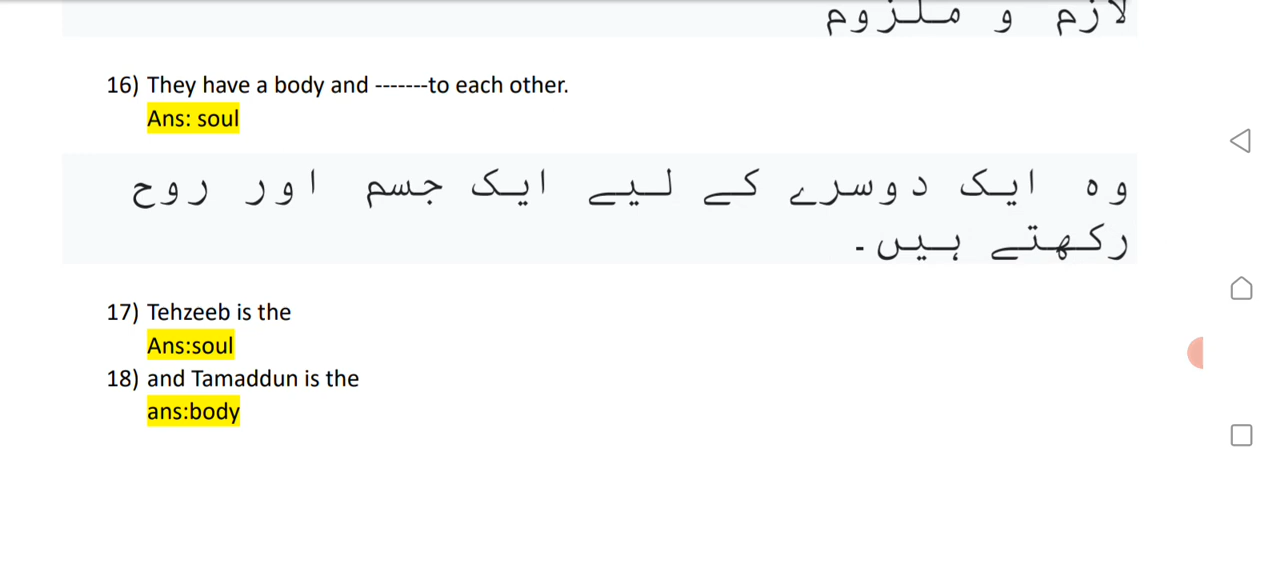 لازم و ملزوم
16) They have a body and -------to each other.
Ans: soul
وہ ایک دوسرے کے لیے ایک جسم اور روح
رکھتے ہیں۔
17) Tehzeeb is the
Ans:soul
18) and Tamaddun is the
ans:body